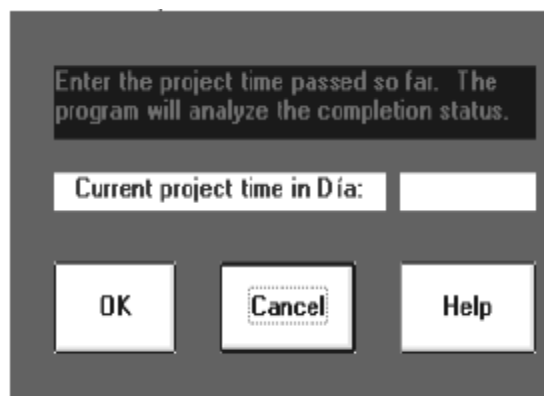 Enter the project time passed so far. The
program will analyze the completion status.
Current project time in Día:
OK Cancel Help